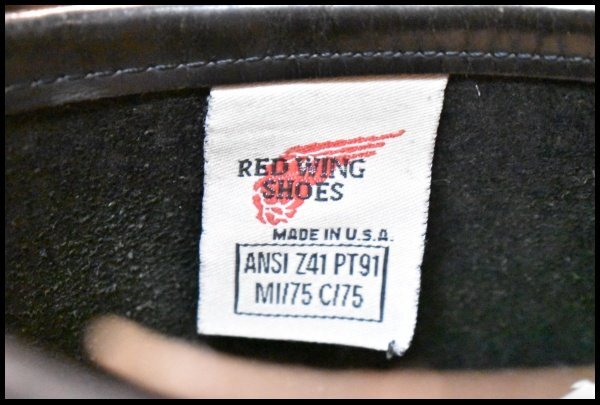 RED WING
SHOES
MADE IN U.S.A.
ANSI Z41 PT91
MI/75 C/75